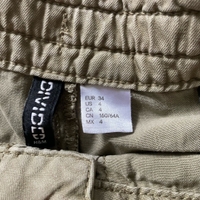 DIVIDED
EUR 34
US 4
CA 4
CN 160/64A
MX 4